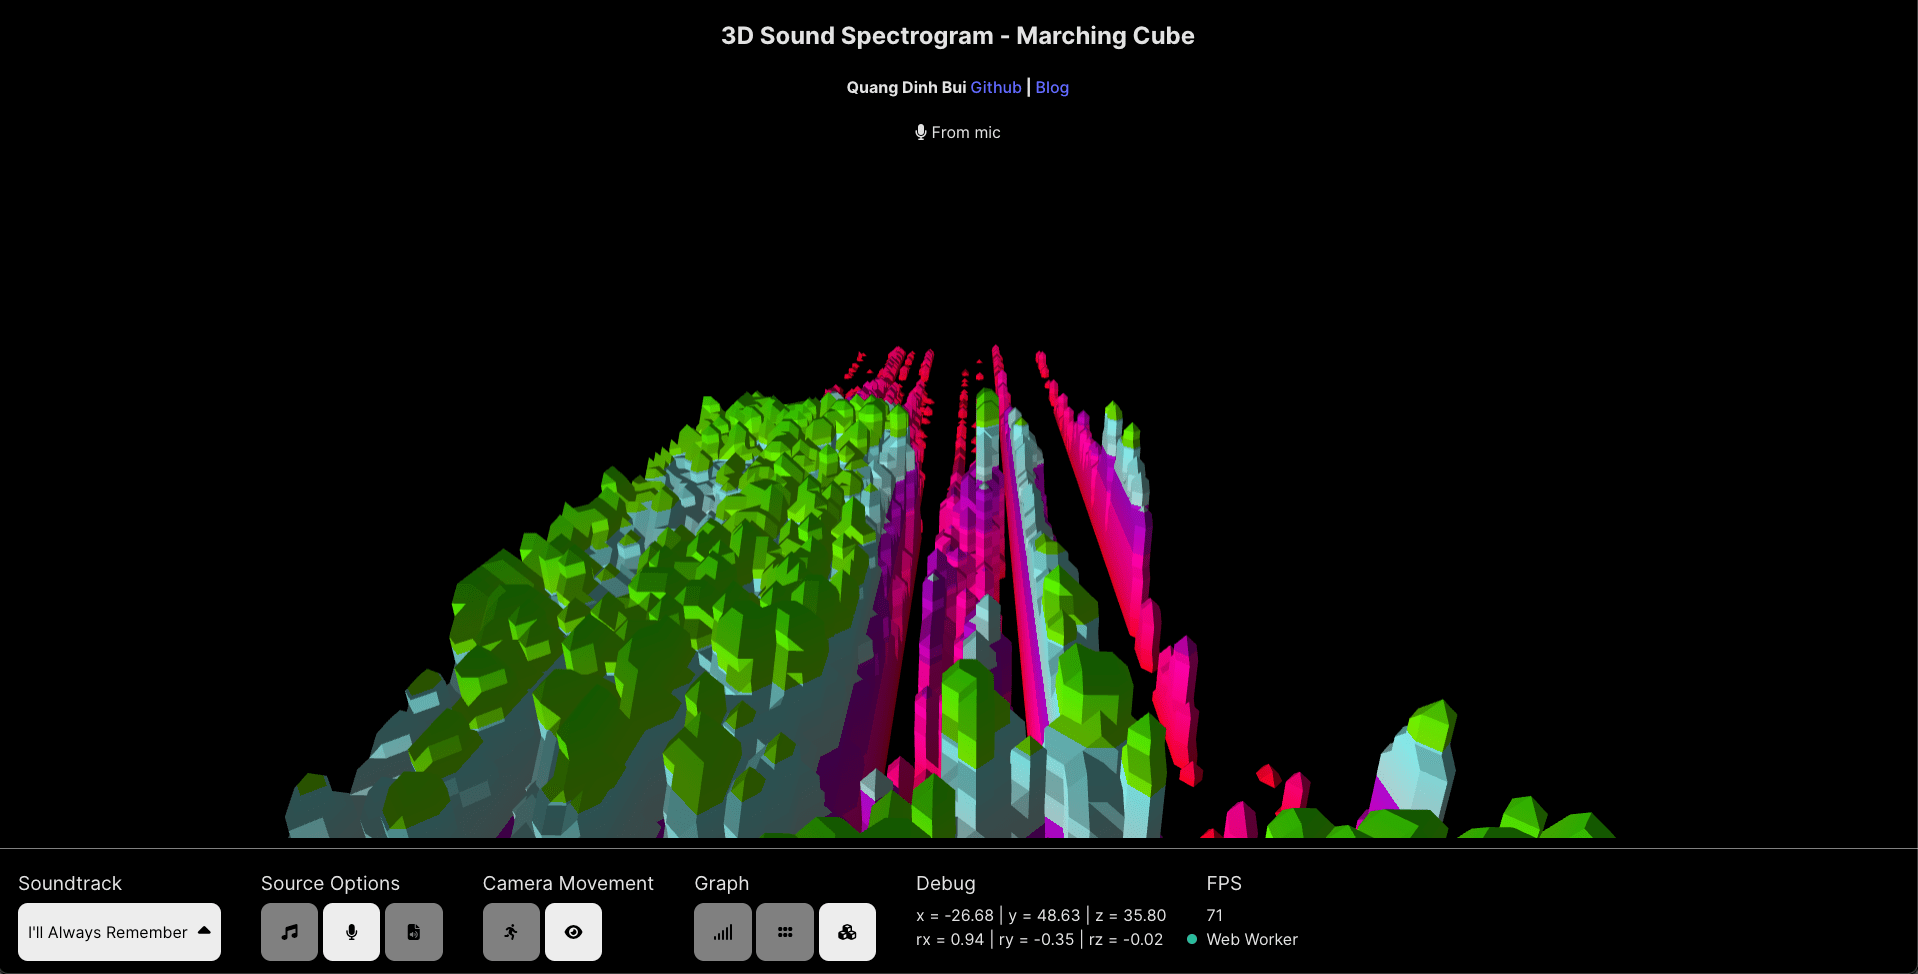 3D Sound Spectrogram - Marching Cube
Quang Dinh Bui Github | Blog
From mic
Soundtrack
I'll Always Remember
Source Options
Camera Movement
Graph
Debug
x = -26.68 | y = 48.63 | z = 35.80
rx = 0.94 | ry = -0.35 | rz = -0.02
FPS
71
Web Worker